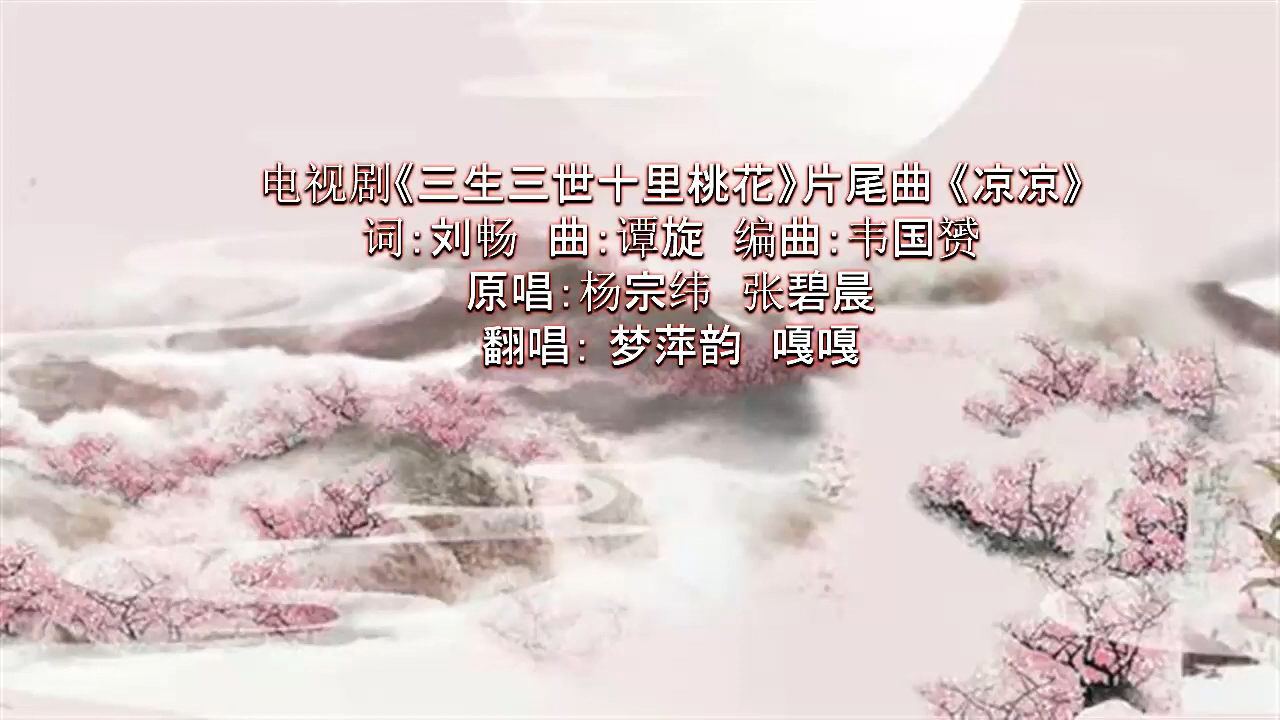 电视剧《三生三世十里桃花》片尾曲《凉凉》
词:刘畅 曲:谭旋 编曲:韦国赟
原唱:杨宗纬 张碧晨
翻唱: 梦萍韵 嘎嘎